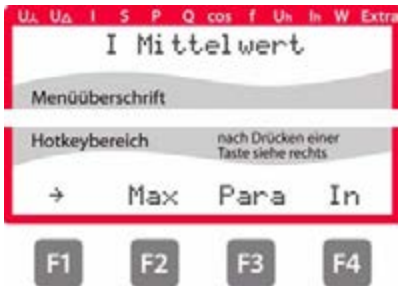 U⅄ U△ I S P Q cos f Uh Ih W Extra
I Mittelwert
Menüüberschrift
Hotkeybereich
nach Drücken einer
Taste siehe rechts
→ Max Para In
F1 F2 F3 F4